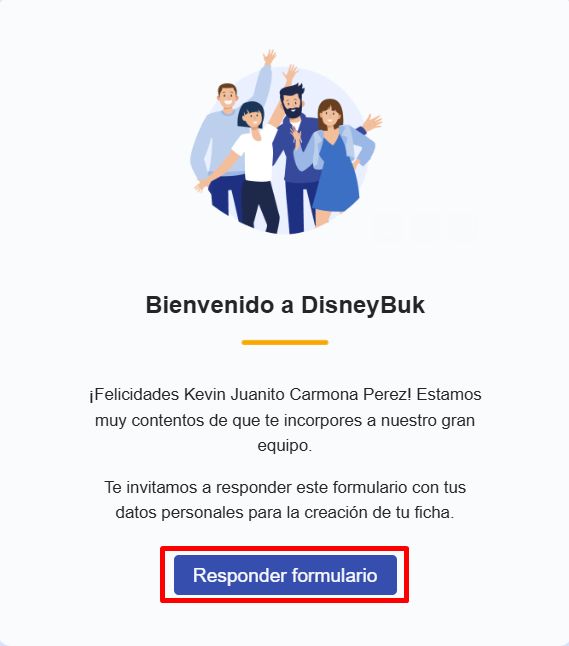 Bienvenido a DisneyBuk
¡Felicidades Kevin Juanito Carmona Perez! Estamos
muy contentos de que te incorpores a nuestro gran
equipo.
Te invitamos a responder este formulario con tus
datos personales para la creación de tu ficha.
Responder formulario